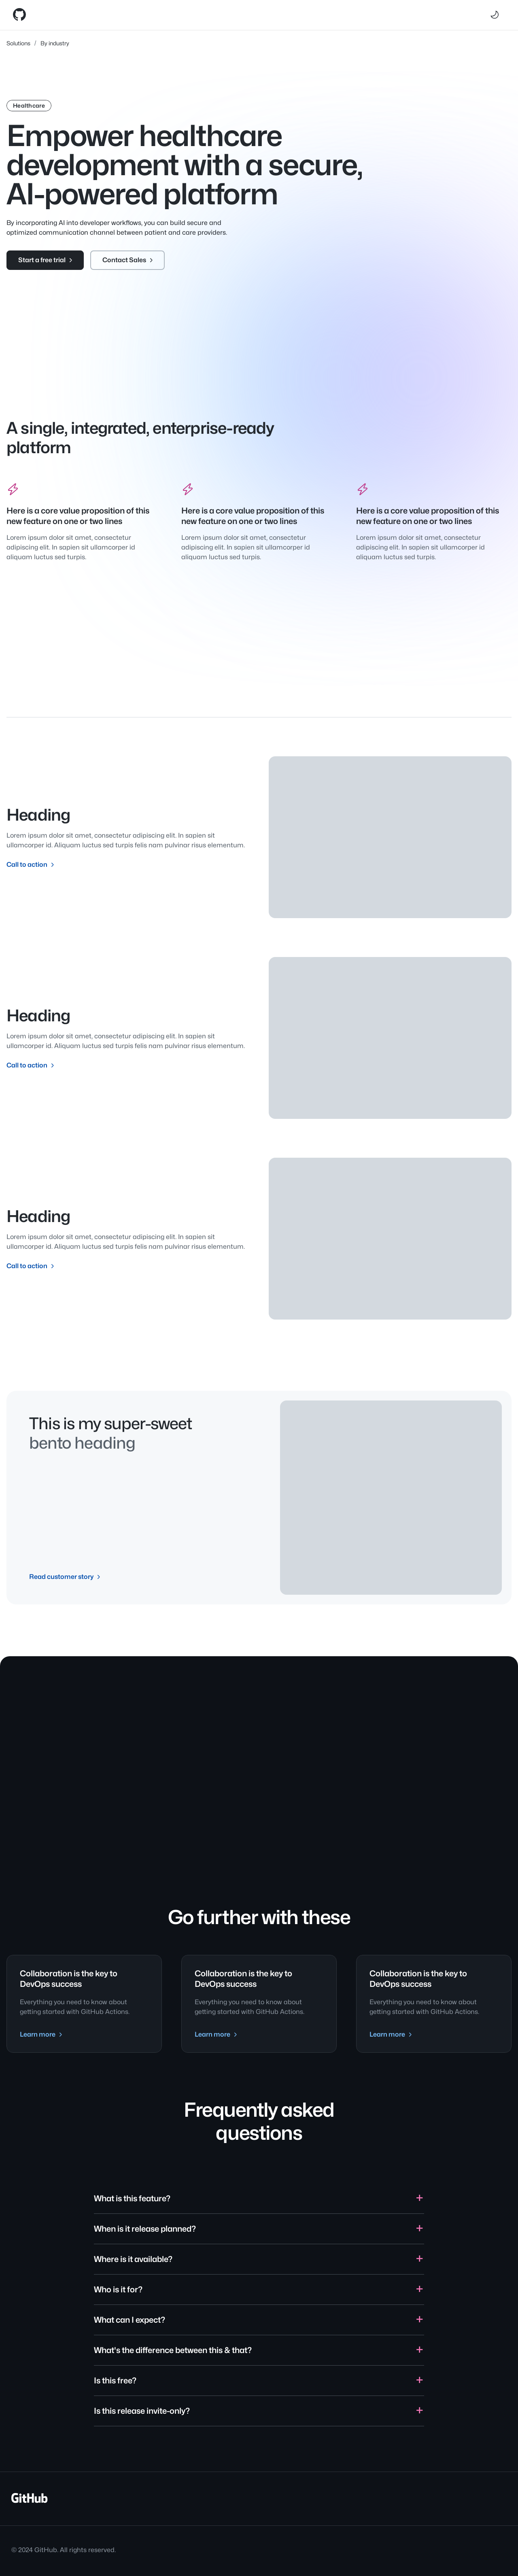 Solutions / By industry
Healthcare
Empower healthcare
development with a secure,
AI-powered platform
By incorporating AI into developer workflows, you can build secure and
optimized communication channel between patient and care providers.
Start a free trial
Contact Sales
A single, integrated, enterprise-ready
platform
Here is a core value proposition of this
new feature on one or two lines
Lorem ipsum dolor sit amet, consectetur
adipiscing elit. In sapien sit ullamcorper id
aliquam luctus sed turpis.
Here is a core value proposition of this
new feature on one or two lines
Lorem ipsum dolor sit amet, consectetur
adipiscing elit. In sapien sit ullamcorper id
aliquam luctus sed turpis.
Here is a core value proposition of this
new feature on one or two lines
Lorem ipsum dolor sit amet, consectetur
adipiscing elit. In sapien sit ullamcorper id
aliquam luctus sed turpis.
Heading
Lorem ipsum dolor sit amet, consectetur adipiscing elit. In sapien sit
ullamcorper id. Aliquam luctus sed turpis felis nam pulvinar risus elementum.
Call to action
Heading
Lorem ipsum dolor sit amet, consectetur adipiscing elit. In sapien sit
ullamcorper id. Aliquam luctus sed turpis felis nam pulvinar risus elementum.
Call to action
Heading
Lorem ipsum dolor sit amet, consectetur adipiscing elit. In sapien sit
ullamcorper id. Aliquam luctus sed turpis felis nam pulvinar risus elementum.
Call to action
This is my super-sweet
bento heading
Read customer story
Go further with these
Collaboration is the key to
DevOps success
Everything you need to know about
getting started with GitHub Actions.
Learn more
Collaboration is the key to
DevOps success
Everything you need to know about
getting started with GitHub Actions.
Learn more
Collaboration is the key to
DevOps success
Everything you need to know about
getting started with GitHub Actions.
Learn more
Frequently asked
questions
What is this feature?
When is it release planned?
Where is it available?
Who is it for?
What can I expect?
What's the difference between this & that?
Is this free?
Is this release invite-only?
GitHub
© 2024 GitHub. All rights reserved.